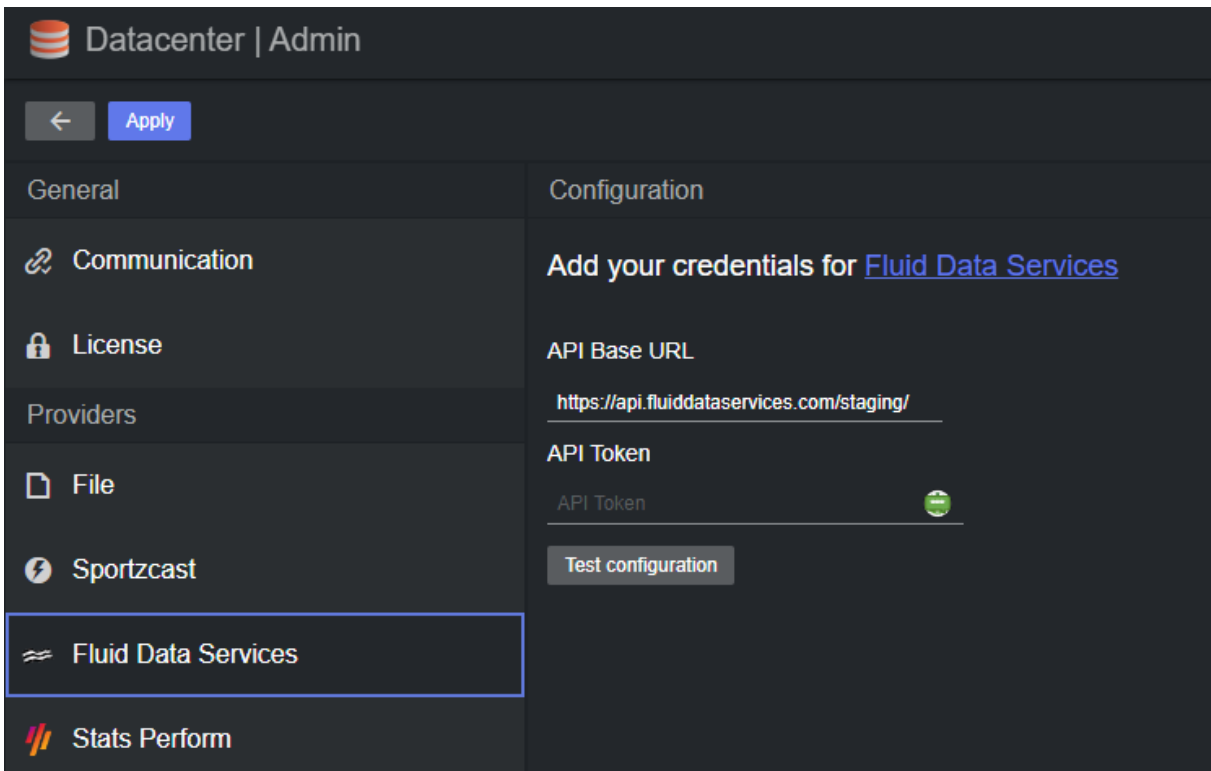 Datacenter | Admin
Apply
General
Communication
License
Providers
File
Sportzcast
Fluid Data Services
Stats Perform
Configuration
Add your credentials for Fluid Data Services
API Base URL
https://api.fluiddataservices.com/staging/
API Token
API Token
Test configuration